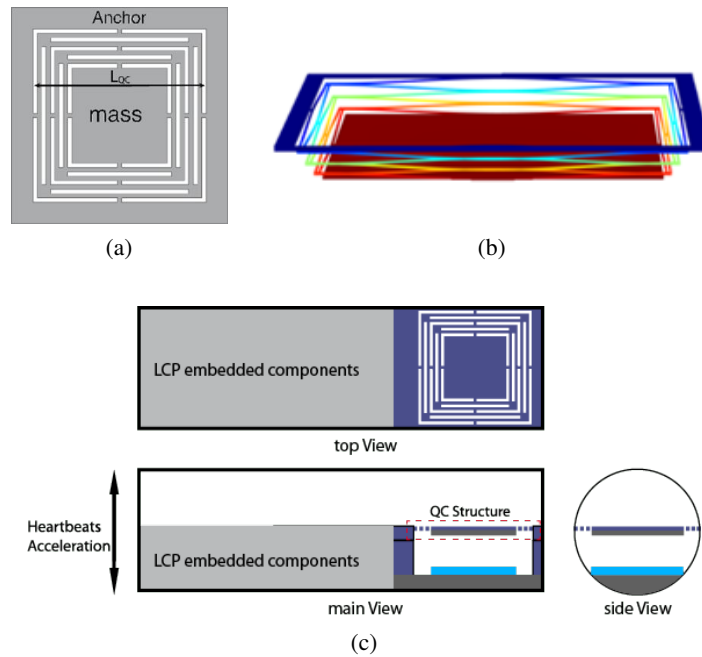 Anchor
L_QC
mass
(a)
(b)
LCP embedded components
top View
Heartbeats
Acceleration
QC Structure
LCP embedded components
main View
side View
(c)